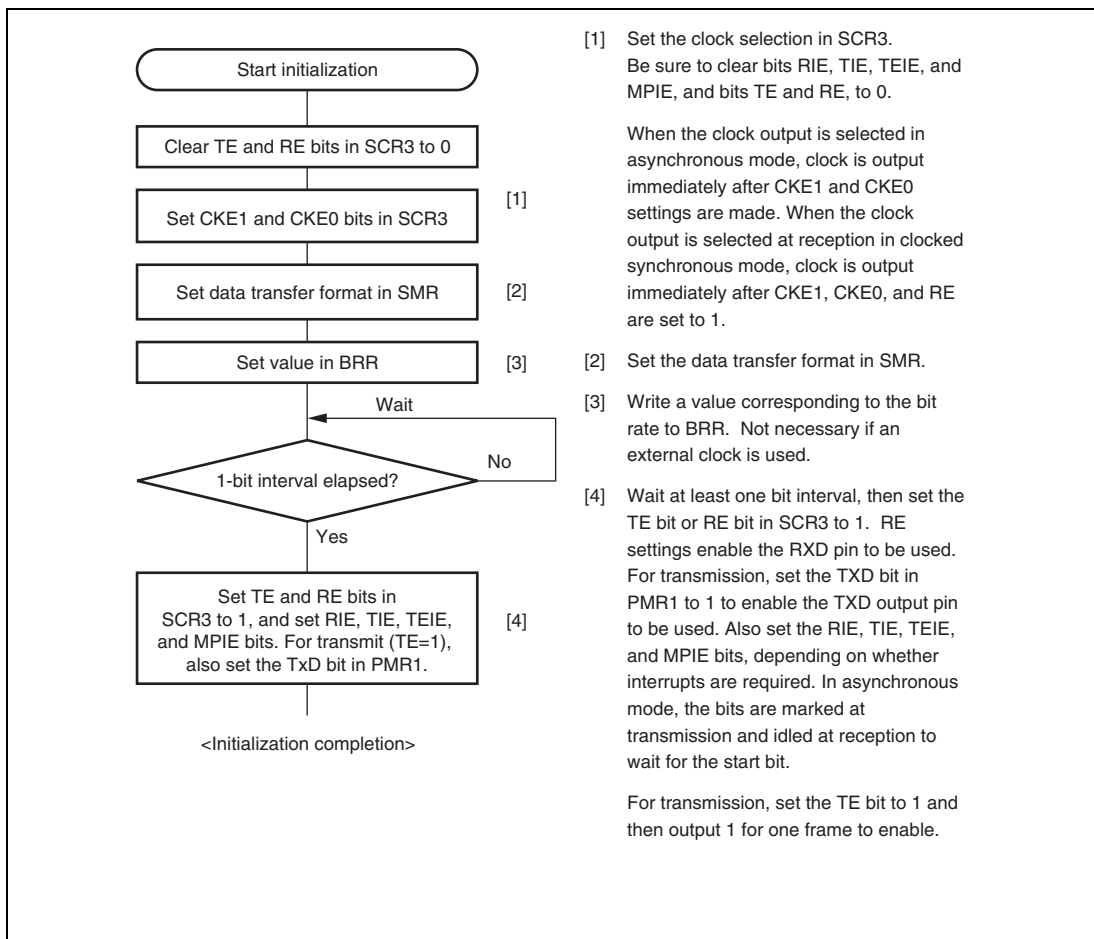 Start initialization
Clear TE and RE bits in SCR3 to 0
Set CKE1 and CKE0 bits in SCR3
[1]
Set data transfer format in SMR
[2]
Set value in BRR
[3]
Wait
1-bit interval elapsed?
No
Yes
Set TE and RE bits in
SCR3 to 1, and set RIE, TIE, TEIE,
and MPIE bits. For transmit (TE=1),
also set the TxD bit in PMR1.
[4]
<Initialization completion>
[1] Set the clock selection in SCR3.
Be sure to clear bits RIE, TIE, TEIE, and
MPIE, and bits TE and RE, to 0.
When the clock output is selected in
asynchronous mode, clock is output
immediately after CKE1 and CKE0
settings are made. When the clock
output is selected at reception in clocked
synchronous mode, clock is output
immediately after CKE1, CKE0, and RE
are set to 1.
[2] Set the data transfer format in SMR.
[3] Write a value corresponding to the bit
rate to BRR. Not necessary if an
external clock is used.
[4] Wait at least one bit interval, then set the
TE bit or RE bit in SCR3 to 1. RE
settings enable the RXD pin to be used.
For transmission, set the TXD bit in
PMR1 to 1 to enable the TXD output pin
to be used. Also set the RIE, TIE, TEIE,
and MPIE bits, depending on whether
interrupts are required. In asynchronous
mode, the bits are marked at
transmission and idled at reception to
wait for the start bit.
For transmission, set the TE bit to 1 and
then output 1 for one frame to enable.